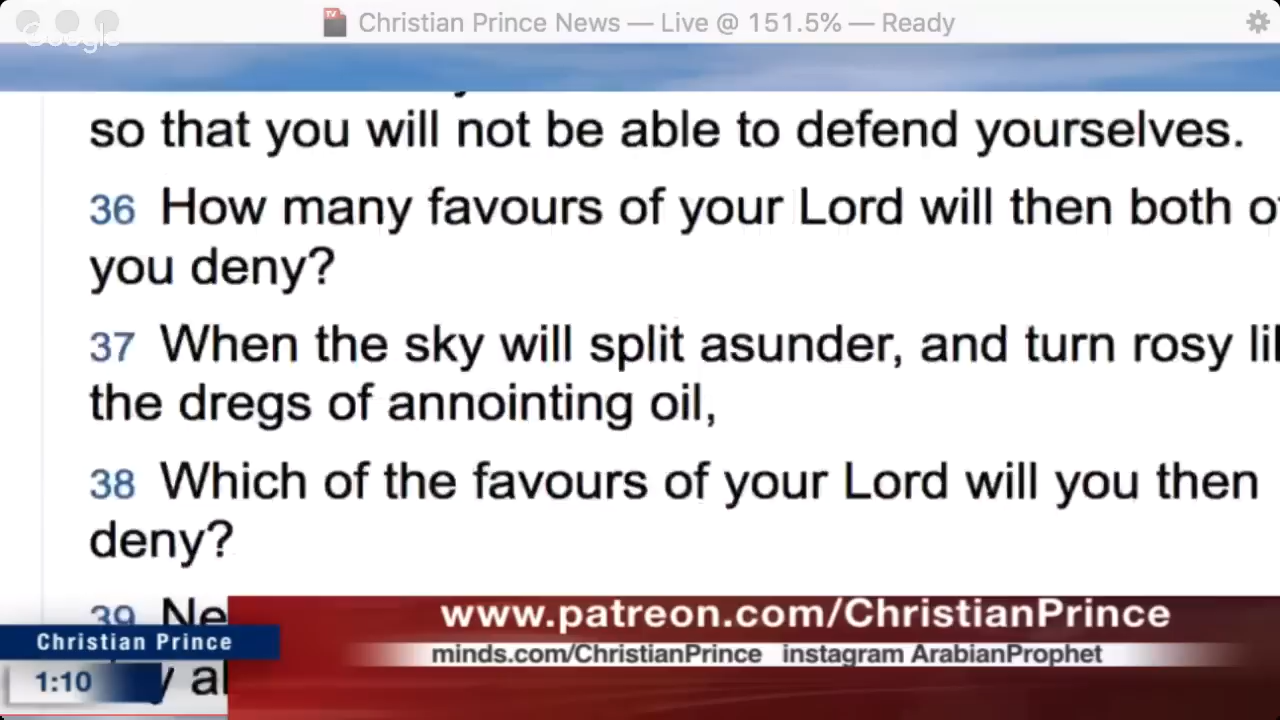 Christian Prince News — Live @ 151.5% — Ready
Google
so that you will not be able to defend yourselves.
36 How many favours of your Lord will then both
you deny?
37 When the sky will split asunder, and turn rosy
the dregs of annointing oil,
38 Which of the favours of your Lord will you then
deny?
39
www.patreon.com/ChristianPrince
Christian Prince
minds.com/ChristianPrince instagram ArabianProphet
1:10